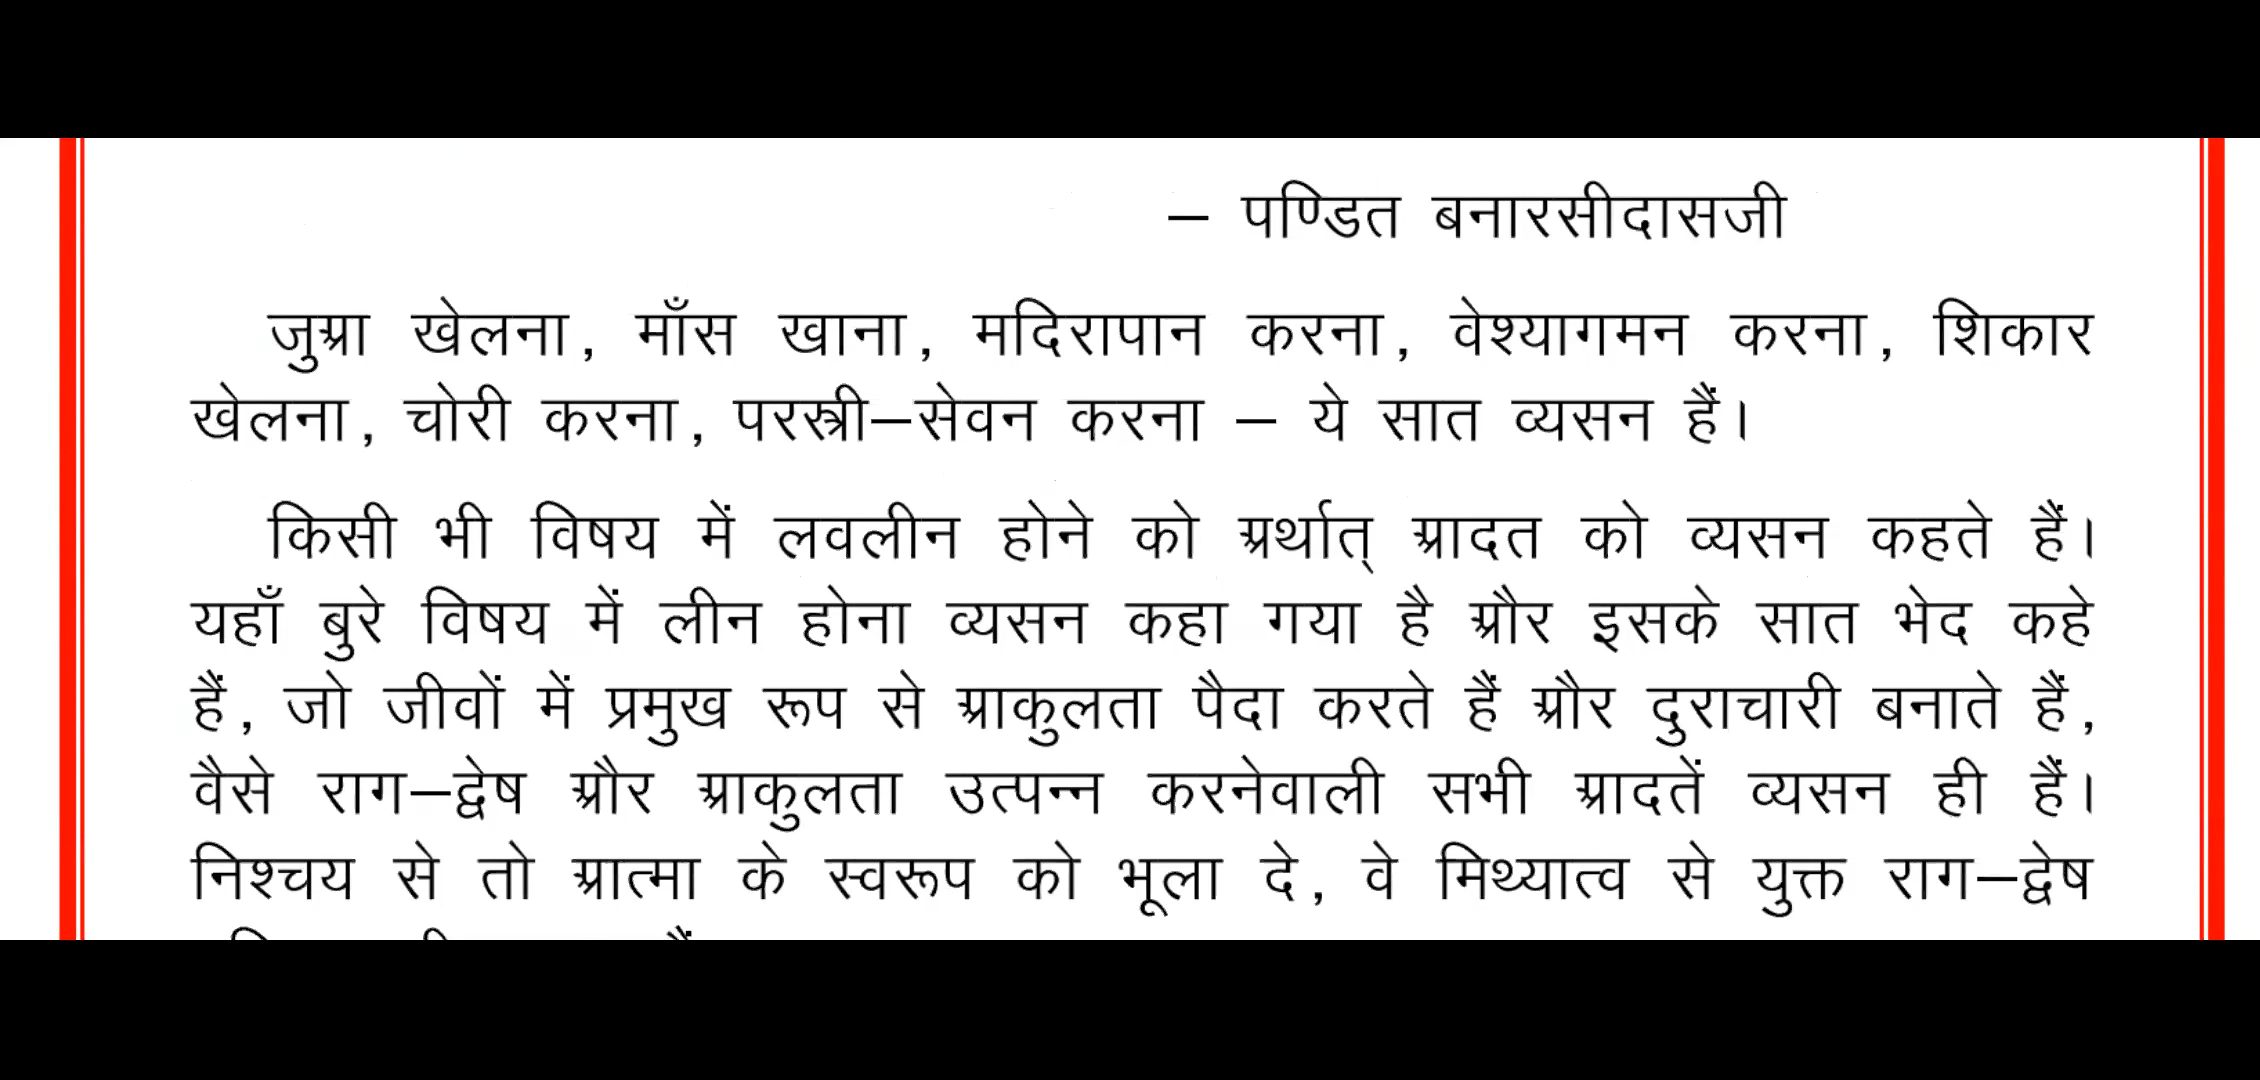 – पण्डित बनारसीदासजी
जुआ खेलना, माँस खाना, मदिरापान करना, वेश्यागमन करना, शिकार
खेलना, चोरी करना, परस्त्री–सेवन करना – ये सात व्यसन हैं।
किसी भी विषय में लवलीन होने को अर्थात् आदत को व्यसन कहते हैं।
यहाँ बुरे विषय में लीन होना व्यसन कहा गया है और इसके सात भेद कहे
हैं, जो जीवों में प्रमुख रूप से आकुलता पैदा करते हैं और दुराचारी बनाते हैं,
वैसे राग–द्वेष और आकुलता उत्पन्न करनेवाली सभी आदतें व्यसन ही हैं।
निश्चय से तो आत्मा के स्वरूप को भूला दे, वे मिथ्यात्व से युक्त राग–द्वेष